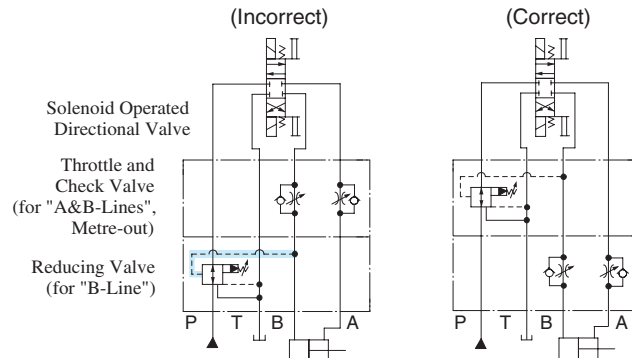 (Incorrect)
(Correct)
Solenoid Operated
Directional Valve
Throttle and
Check Valve
(for "A&B-Lines",
Metre-out)
Reducing Valve
(for "B-Line")
P T B A
P T B A